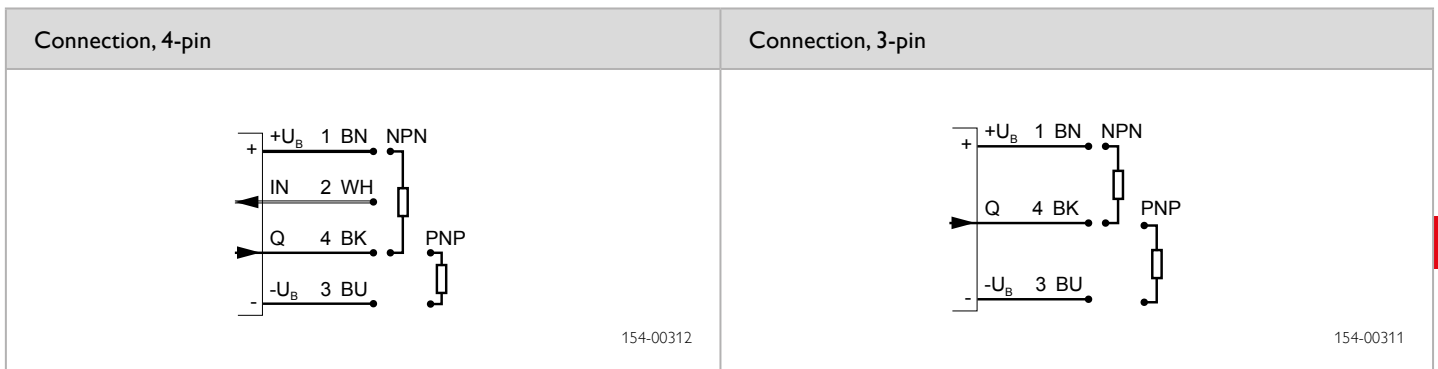 Connection, 4-pin
Connection, 3-pin
+U_B 1 BN NPN
+
IN 2 WH
Q 4 BK PNP
-U_B 3 BU
-
154-00312
+U_B 1 BN NPN
+
Q 4 BK PNP
-U_B 3 BU
-
154-00311